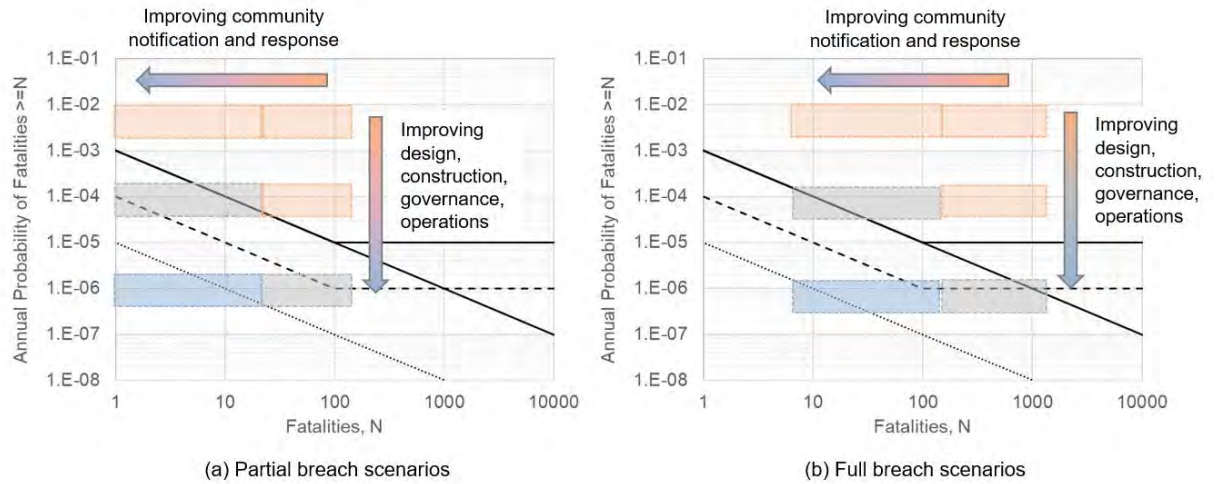 Improving community
notification and response
1.E-01
1.E-02
1.E-03
1.E-04
1.E-05
1.E-06
1.E-07
1.E-08
Annual Probability of Fatalities >=N
Improving
design,
construction,
governance,
operations
1 10 100 1000 10000
Fatalities, N
(a) Partial breach scenarios
Improving community
notification and response
1.E-01
1.E-02
1.E-03
1.E-04
1.E-05
1.E-06
1.E-07
1.E-08
Annual Probability of Fatalities >=N
Improving
design,
construction,
governance,
operations
1 10 100 1000 10000
Fatalities, N
(b) Full breach scenarios